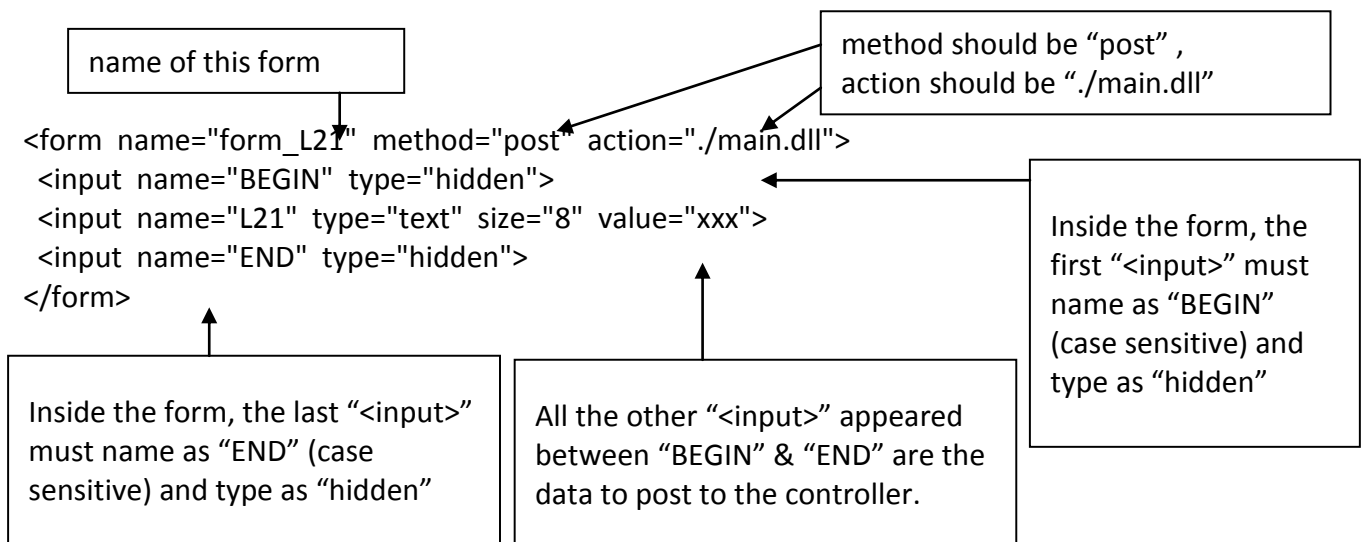 name of this form
method should be “post” ,
action should be “./main.dll”
<form name="form_L21" method="post" action="./main.dll">
<input name="BEGIN" type="hidden">
<input name="L21" type="text" size="8" value="xxx">
<input name="END" type="hidden">
</form>
Inside the form, the
first “<input>” must
name as “BEGIN”
(case sensitive) and
type as “hidden”
Inside the form, the last “<input>”
must name as “END” (case
sensitive) and type as “hidden”
All the other “<input>” appeared
between “BEGIN” & “END” are the
data to post to the controller.